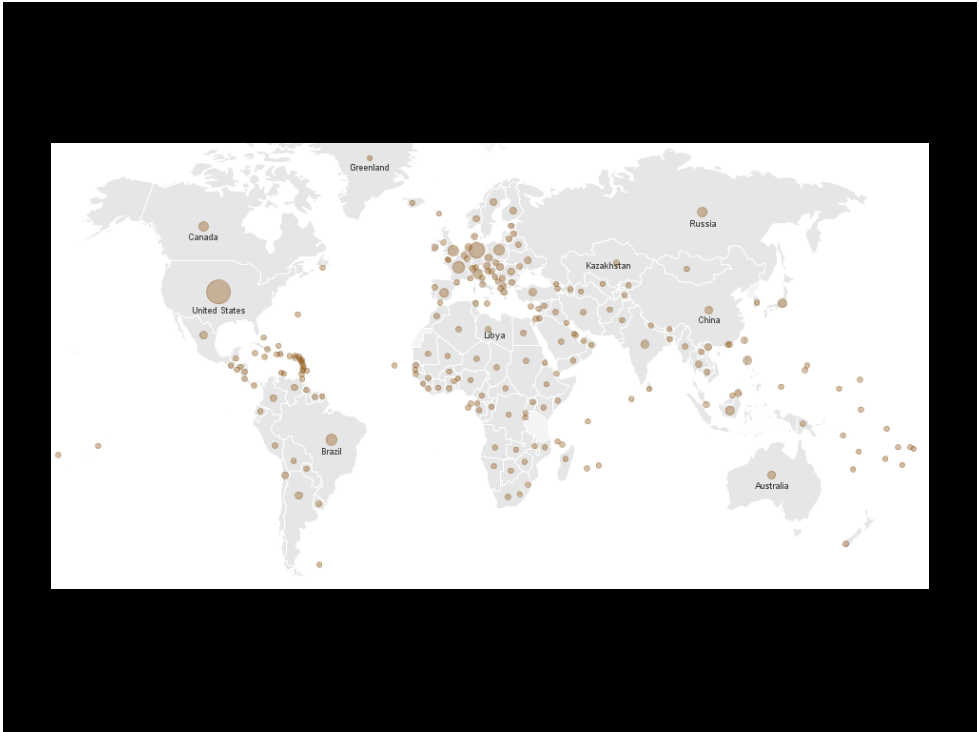 Greenland
Canada
Russia
Kazakhstan
United States
China
Libya
Brazil
Australia